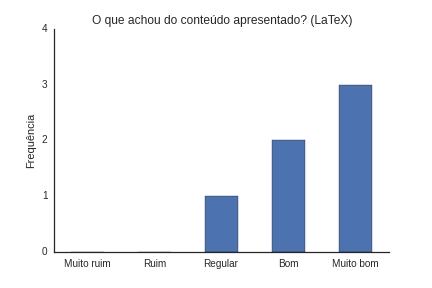 O que achou do conteúdo apresentado? (LaTeX)
4
3
2
1
0
Frequência
Muito ruim Ruim Regular Bom Muito bom